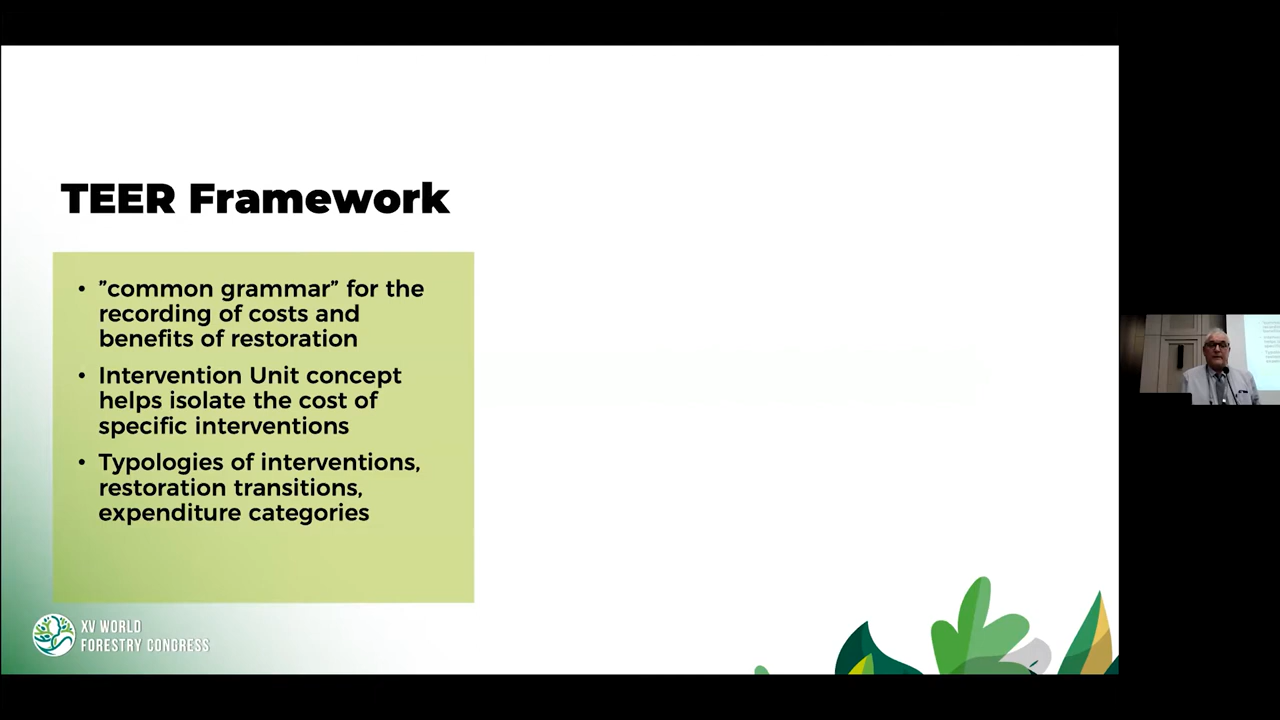 TEER Framework
• ”common grammar” for the
recording of costs and
benefits of restoration
• Intervention Unit concept
helps isolate the cost of
specific interventions
• Typologies of interventions,
restoration transitions,
expenditure categories
XV WORLD
FORESTRY CONGRESS